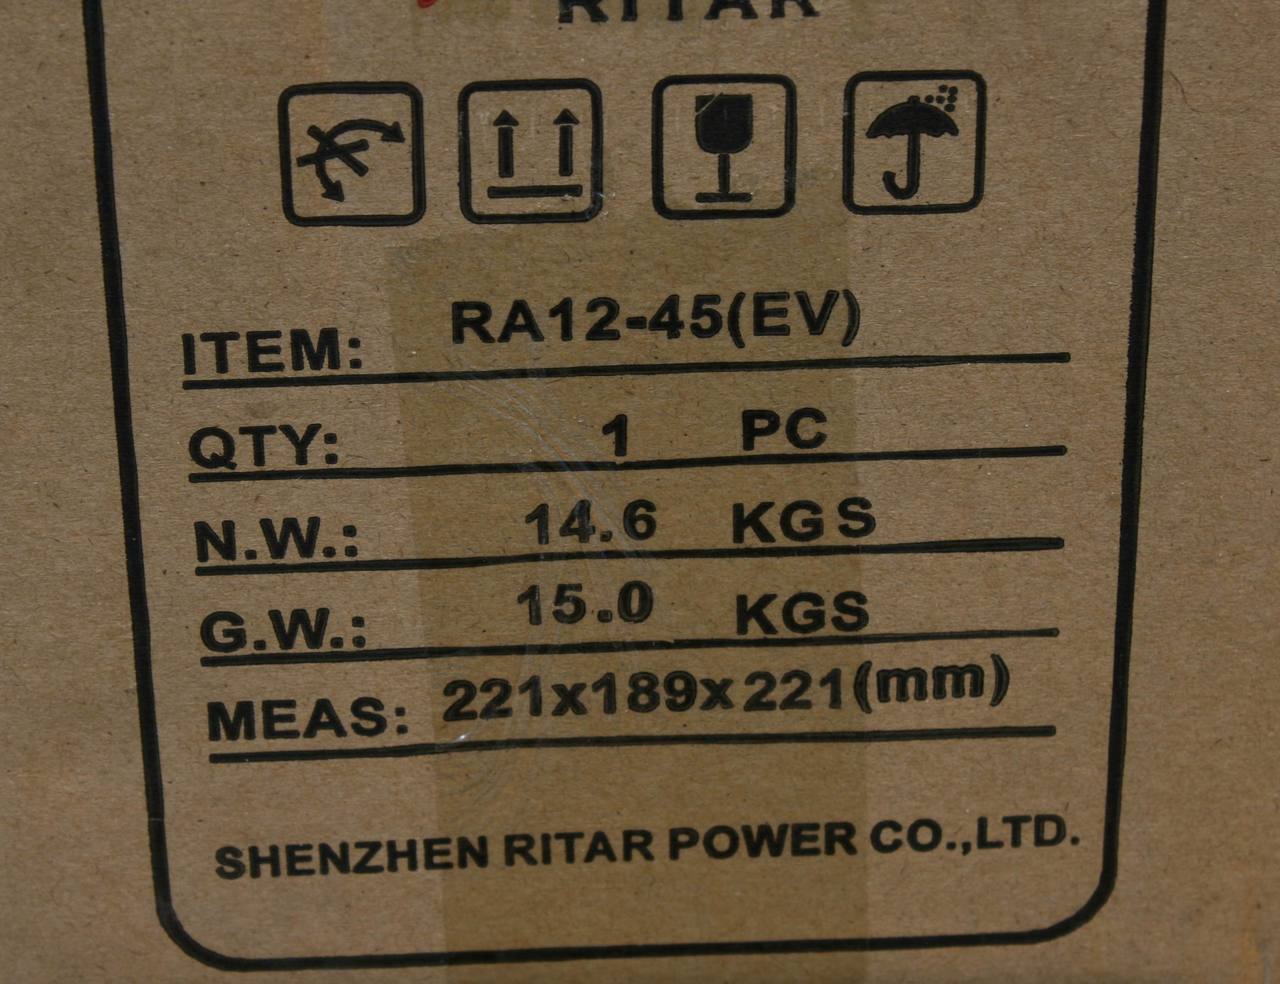 RITAR
ITEM: RA12-45(EV)
QTY: 1 PC
N.W.: 14.6 KGS
G.W.: 15.0 KGS
MEAS: 221x189x221(mm)
SHENZHEN RITAR POWER CO.,LTD.